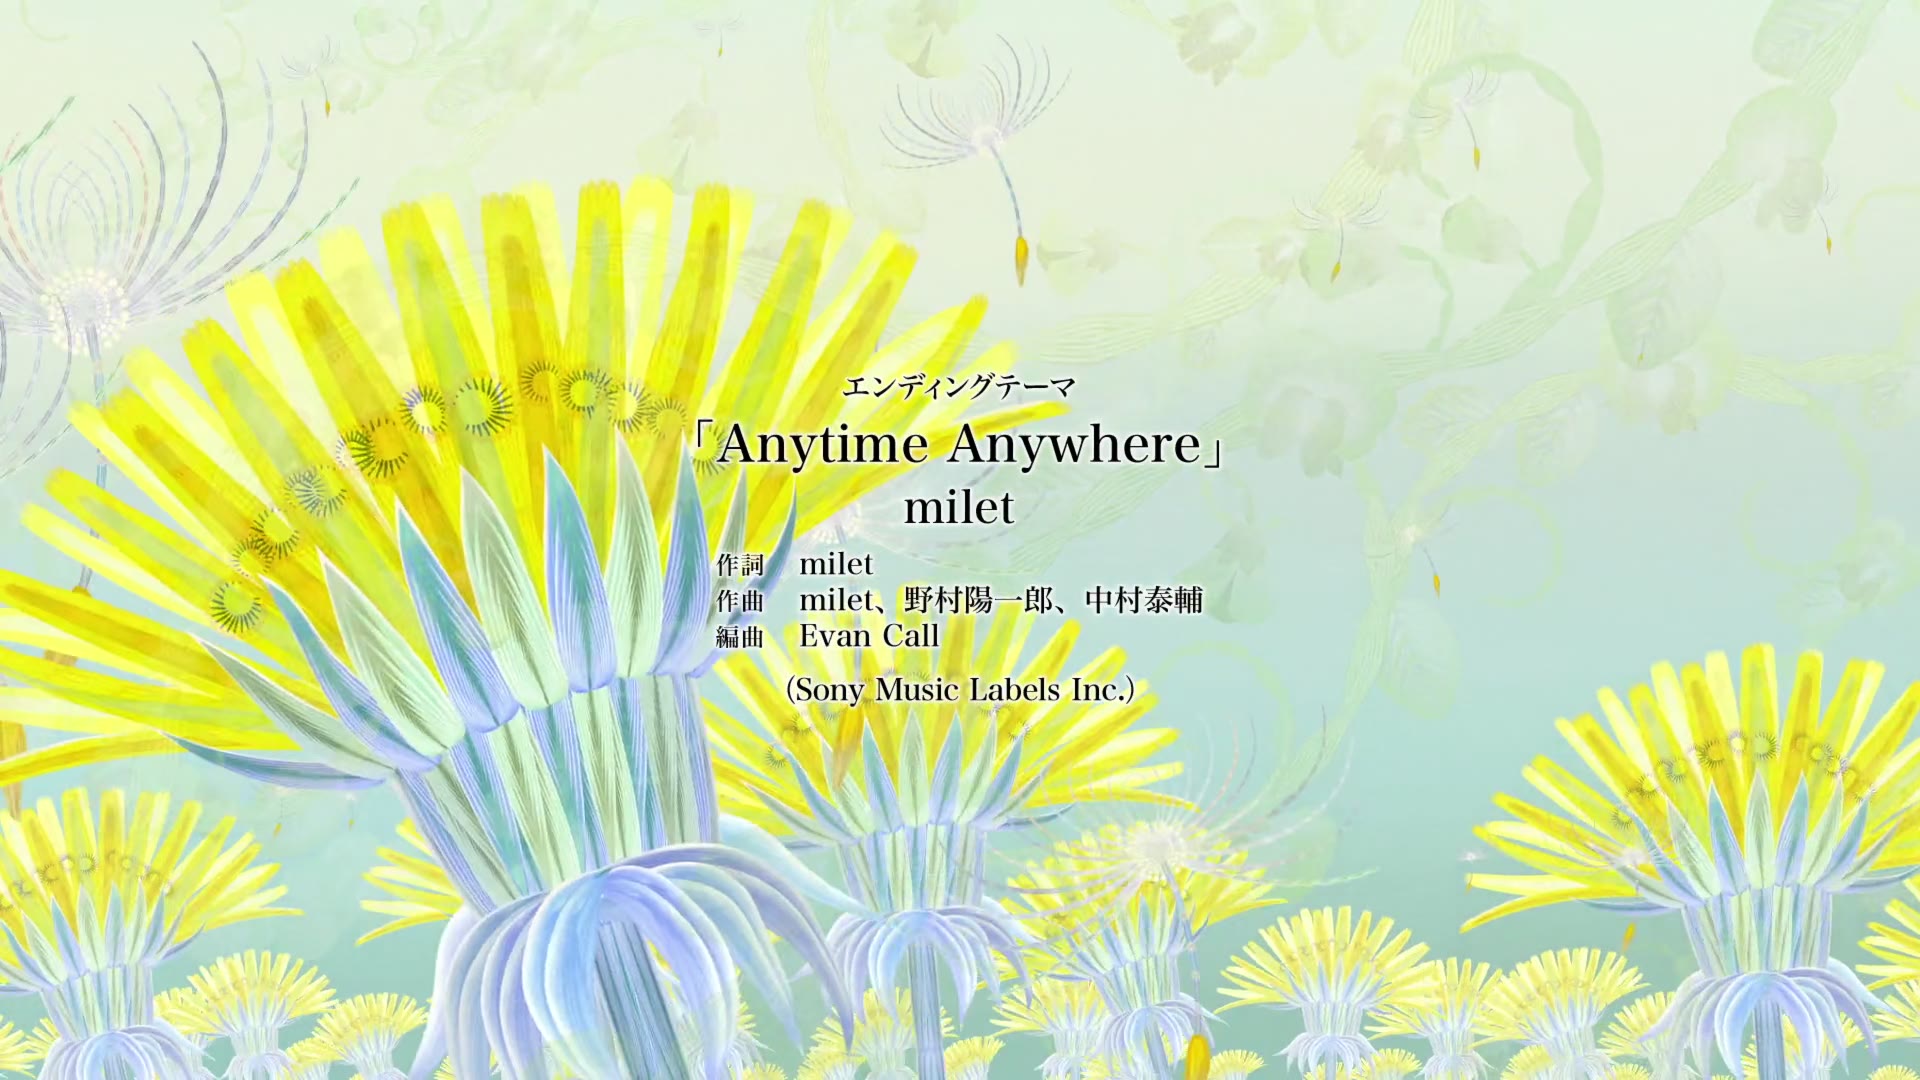 エンディングテーマ
「Anytime Anywhere」
milet
作詞 milet
作曲 milet、野村陽一郎、中村泰輔
編曲 Evan Call
(Sony Music Labels Inc.)